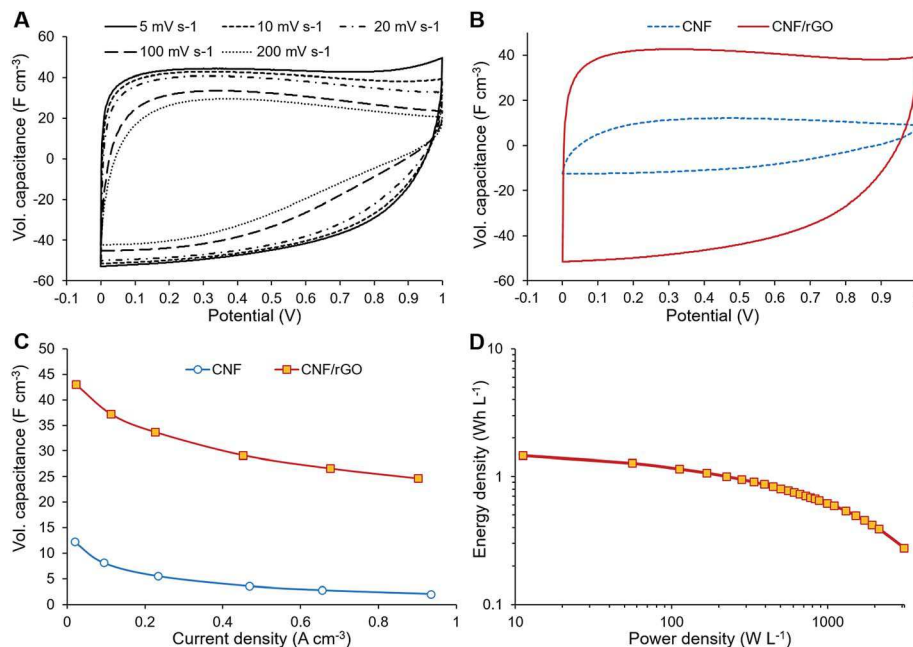 A
5 mV s-1 10 mV s-1 20 mV s-1
100 mV s-1 200 mV s-1
60
40
20
0
-20
-40
-60
-0.1 0 0.1 0.2 0.3 0.4 0.5 0.6 0.7 0.8 0.9 1
Vol. capacitance (F cm-3)
Potential (V)
B
CNF CNF/rGO
60
40
20
0
-20
-40
-60
-0.1 0 0.1 0.2 0.3 0.4 0.5 0.6 0.7 0.8 0.9
Vol. capacitance (F cm-3)
Potential (V)
C
CNF CNF/rGO
50
45
40
35
30
25
20
15
10
5
0
0 0.2 0.4 0.6 0.8 1
Vol. capacitance (F cm-3)
Current density (A cm-3)
D
10
1
0.1
10 100 1000
Energy density (Wh L-1)
Power density (W L-1)